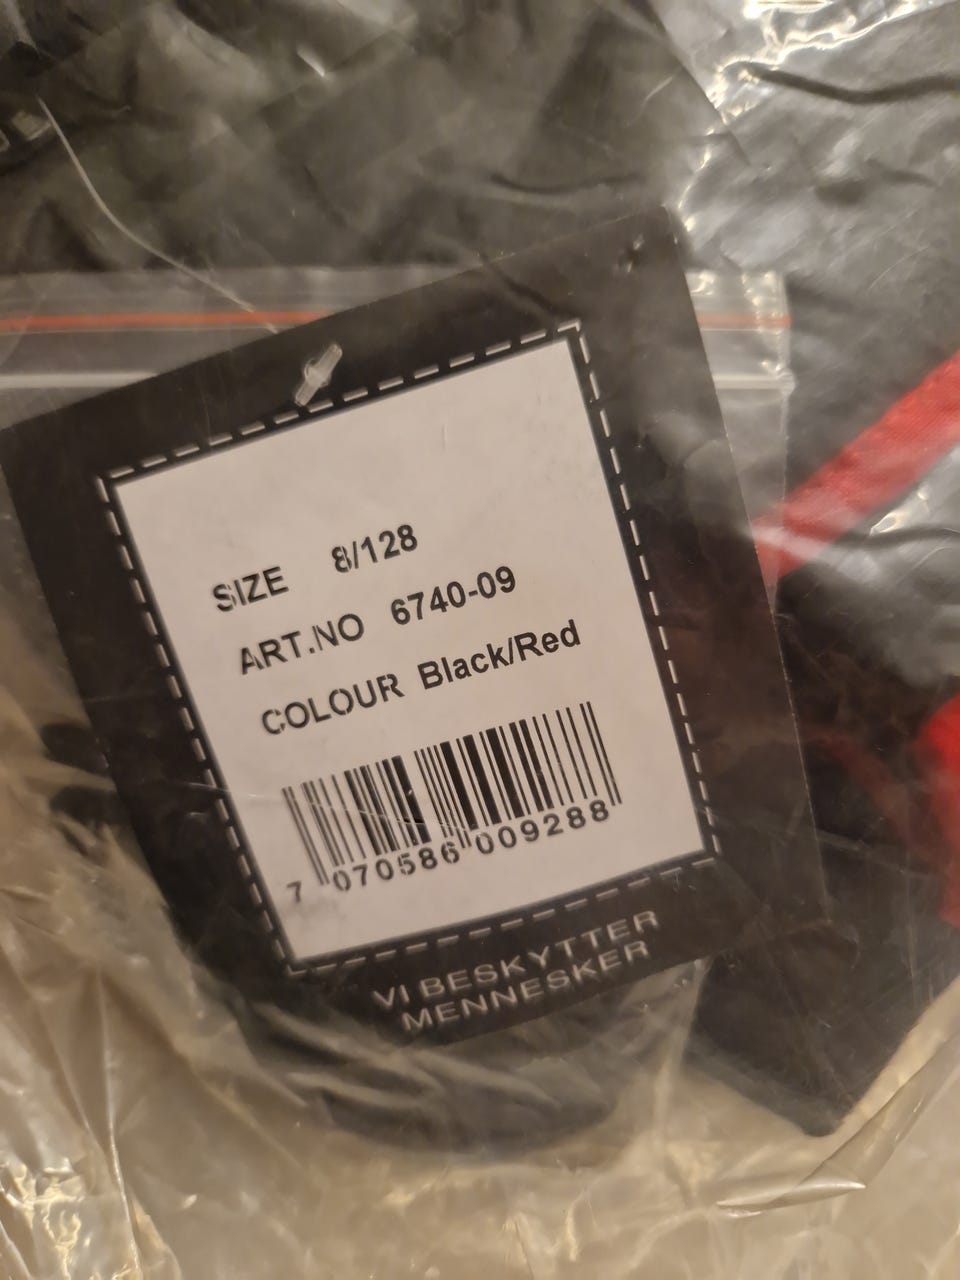 SIZE 8/128
ART.NO 6740-09
COLOUR Black/Red
7 070586 009288
VI BESKYTTER
MENNESKER